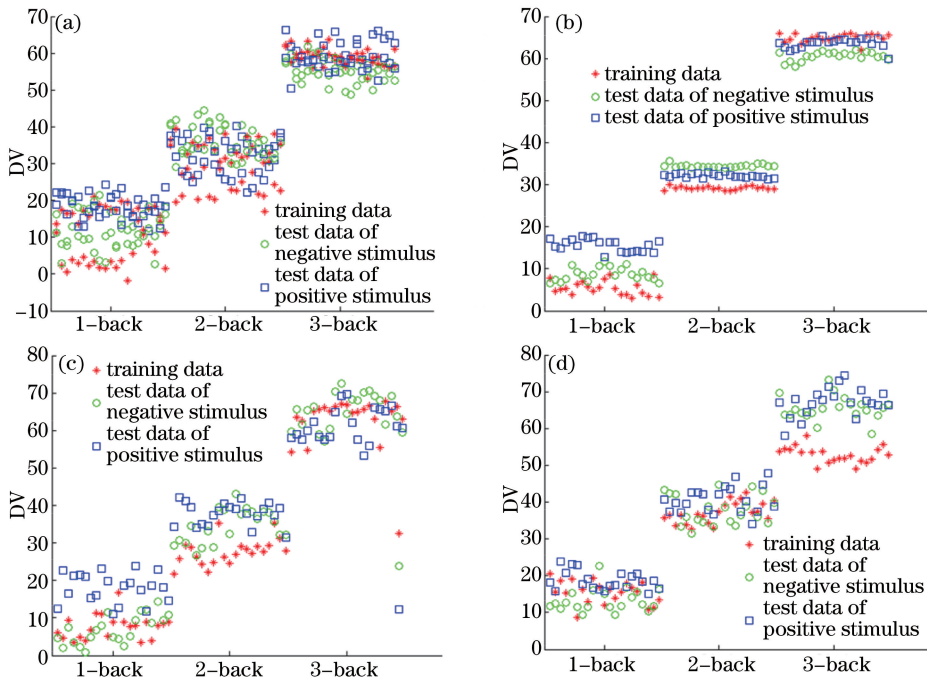 (a)
70
60
50
40
30
20
10
0
−10
DV
1−back
2−back
3−back
training data
test data of
negative stimulus
test data of
positive stimulus
(b)
70
60
50
40
30
20
10
0
DV
1−back
2−back
3−back
training data
test data of negative stimulus
test data of positive stimulus
(c)
80
70
60
50
40
30
20
10
0
DV
1−back
2−back
3−back
training data
test data of
negative stimulus
test data of
positive stimulus
(d)
80
70
60
50
40
30
20
10
0
DV
1−back
2−back
3−back
training data
test data of
negative stimulus
test data of
positive stimulus